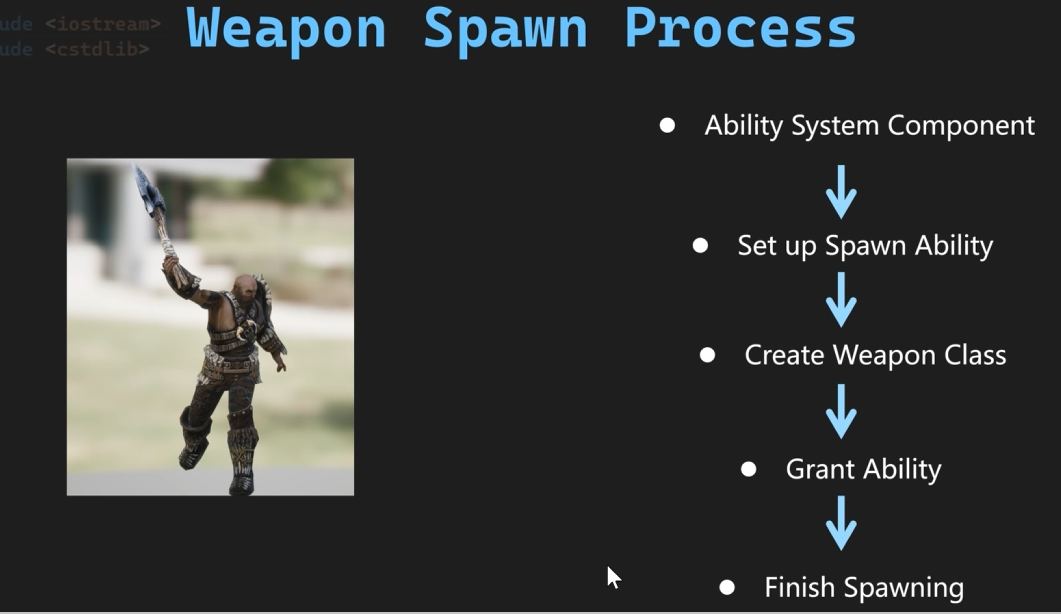 ude <iostream>
ude <cstdlib>
Weapon Spawn Process
Ability System Component
Set up Spawn Ability
Create Weapon Class
Grant Ability
Finish Spawning